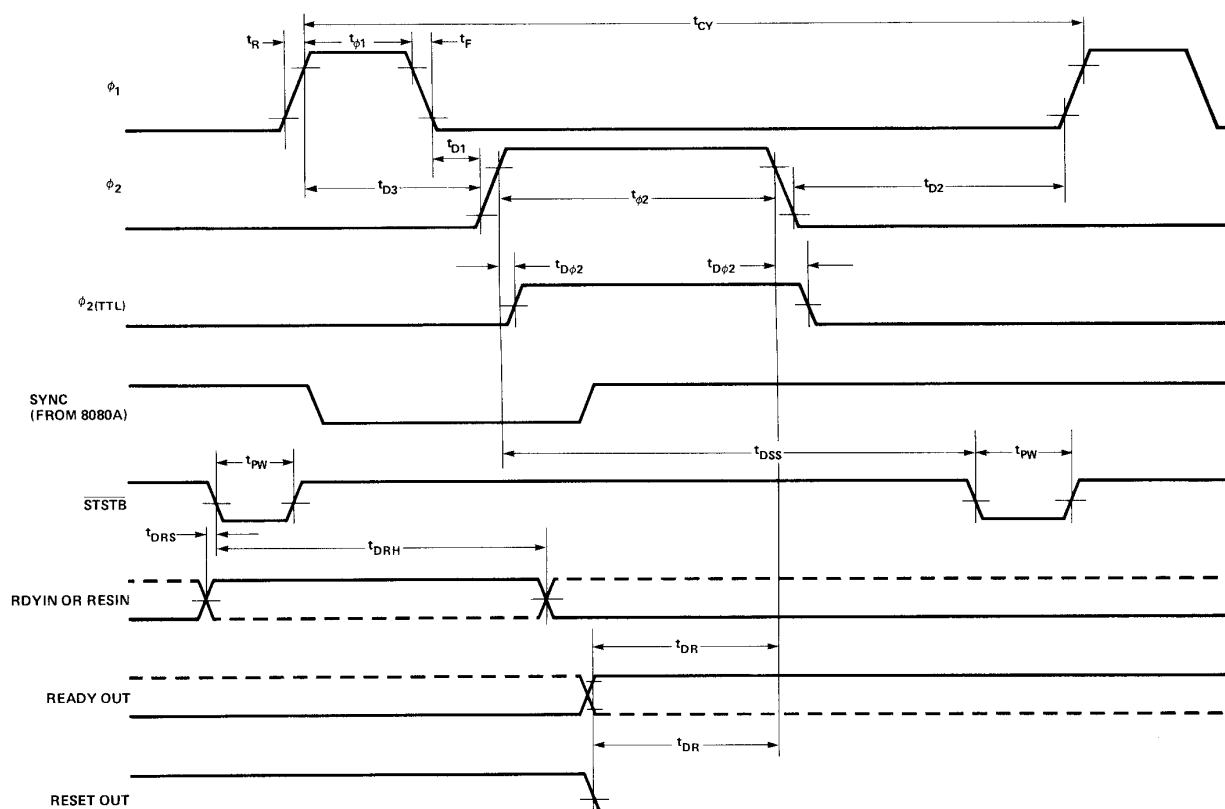 tCY
tR
tϕ1
tF
ϕ1
tD1
tD3
tD2
ϕ2
tϕ2
tDϕ2
tDϕ2
ϕ2(TTL)
SYNC
(FROM 8080A)
tDSS
tPW
tPW
STSTB
tDRS
tDRH
RDYIN OR RESIN
tDR
READY OUT
tDR
RESET OUT